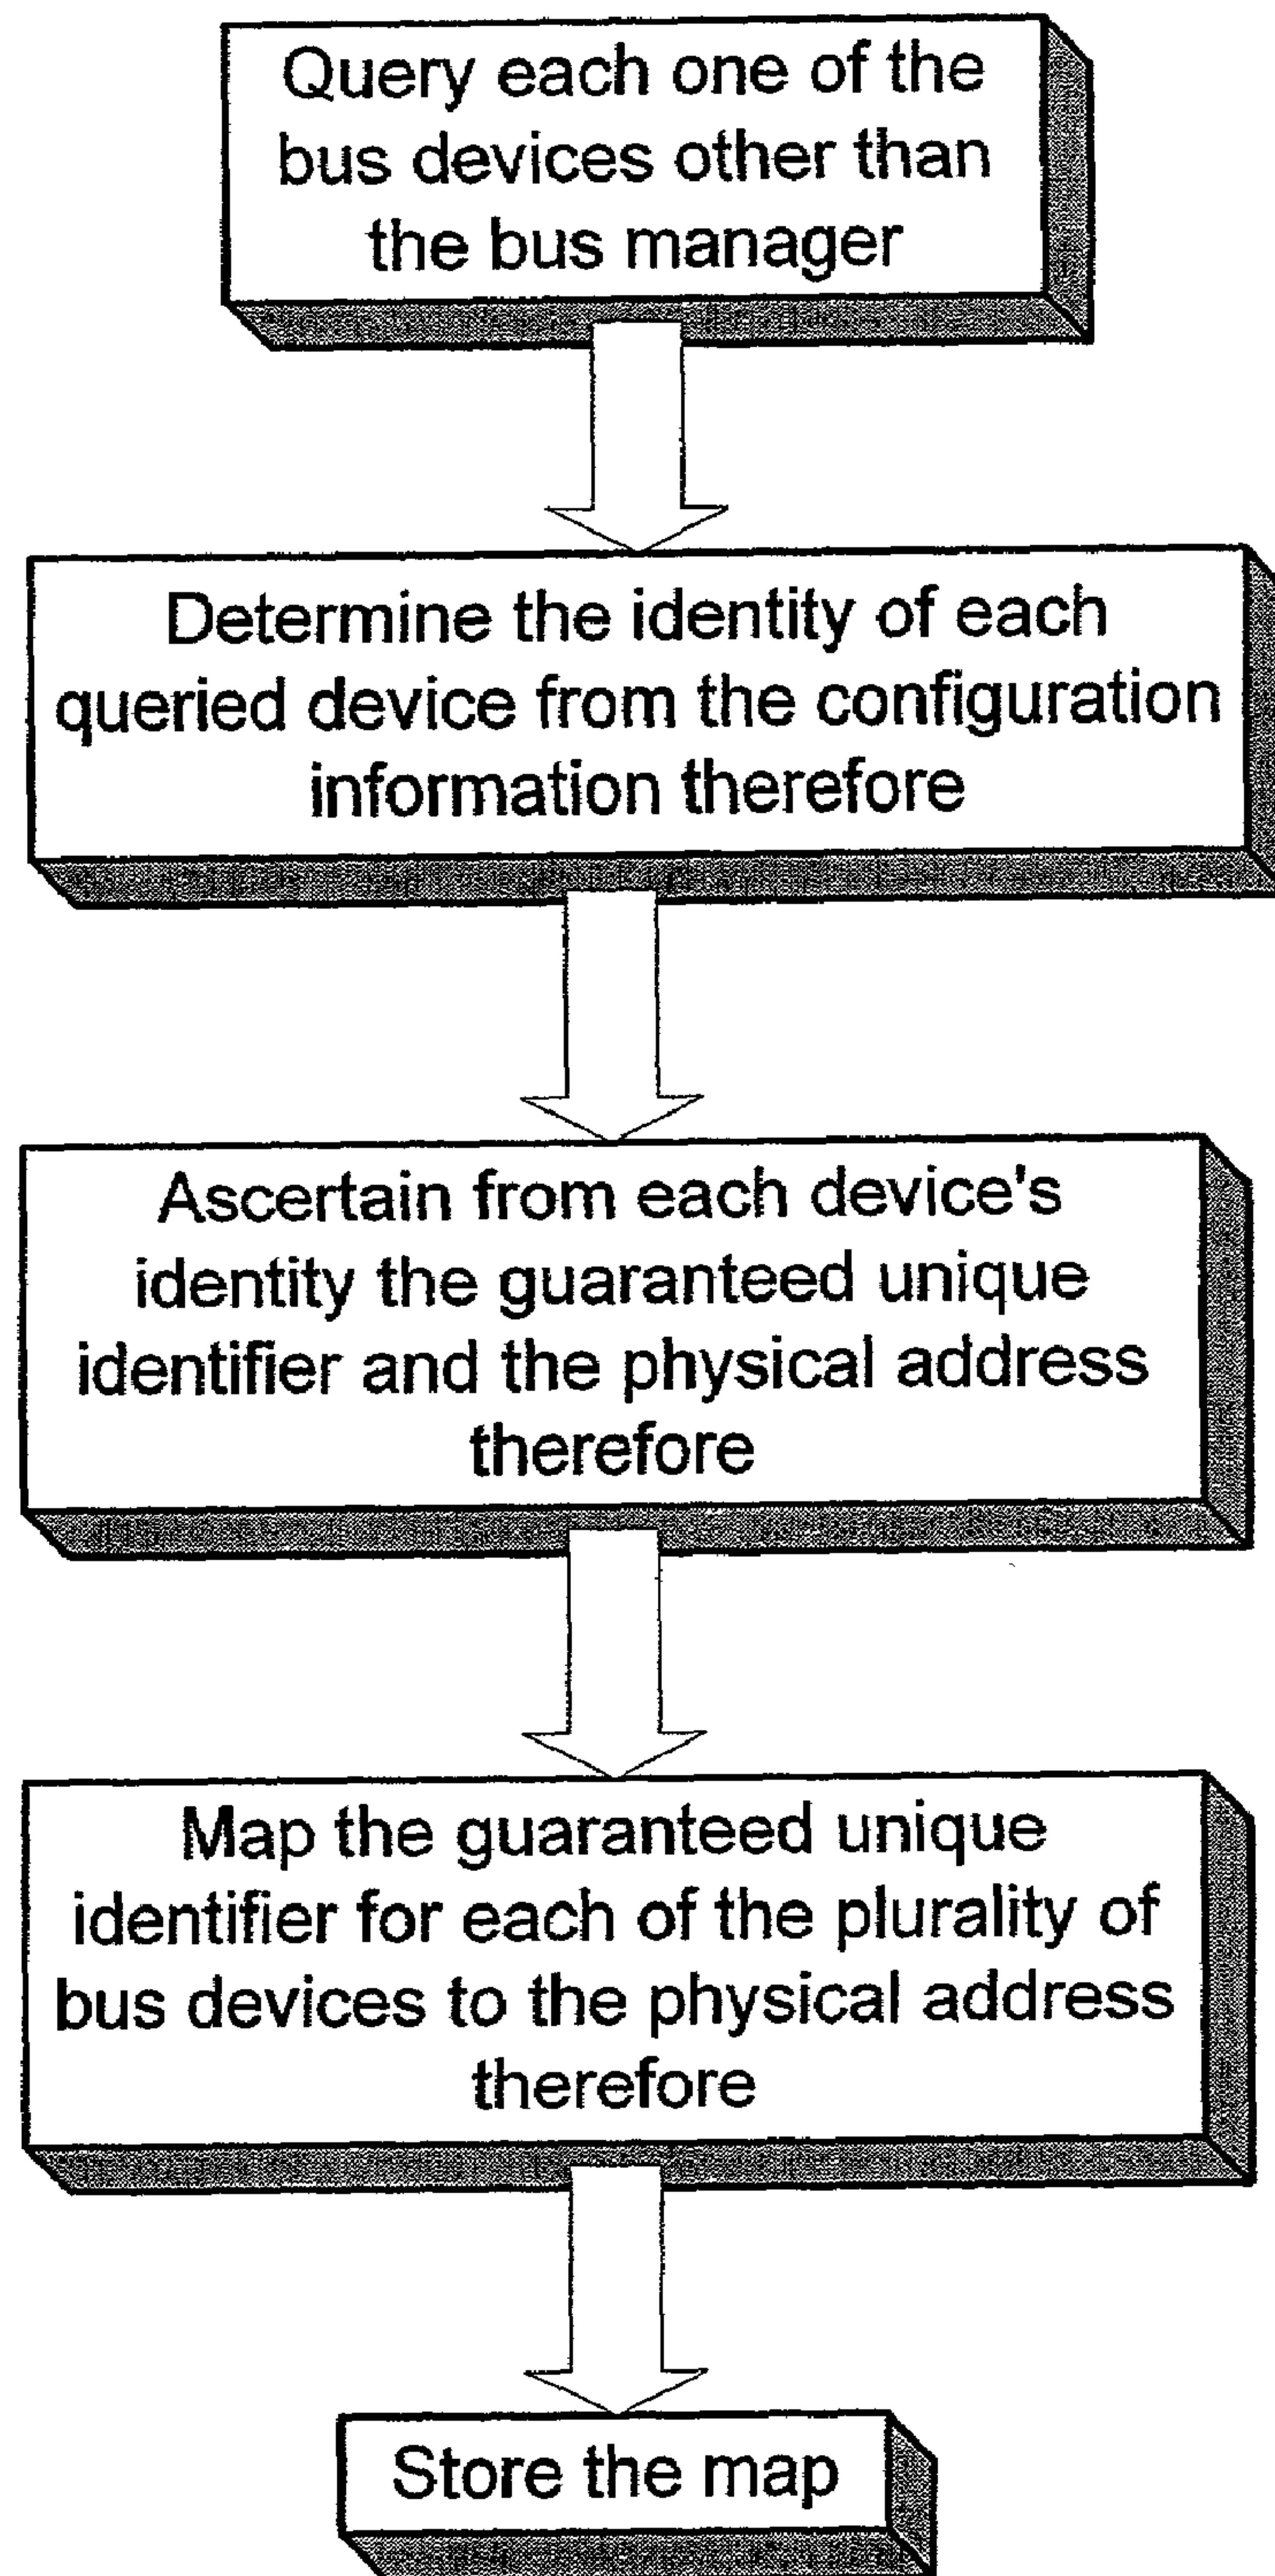 Query each one of the
bus devices other than
the bus manager
Determine the identity of each
queried device from the configuration
information therefore
Ascertain from each device's
identity the guaranteed unique
identifier and the physical address
therefore
Map the guaranteed unique
identifier for each of the plurality of
bus devices to the physical address
therefore
Store the map